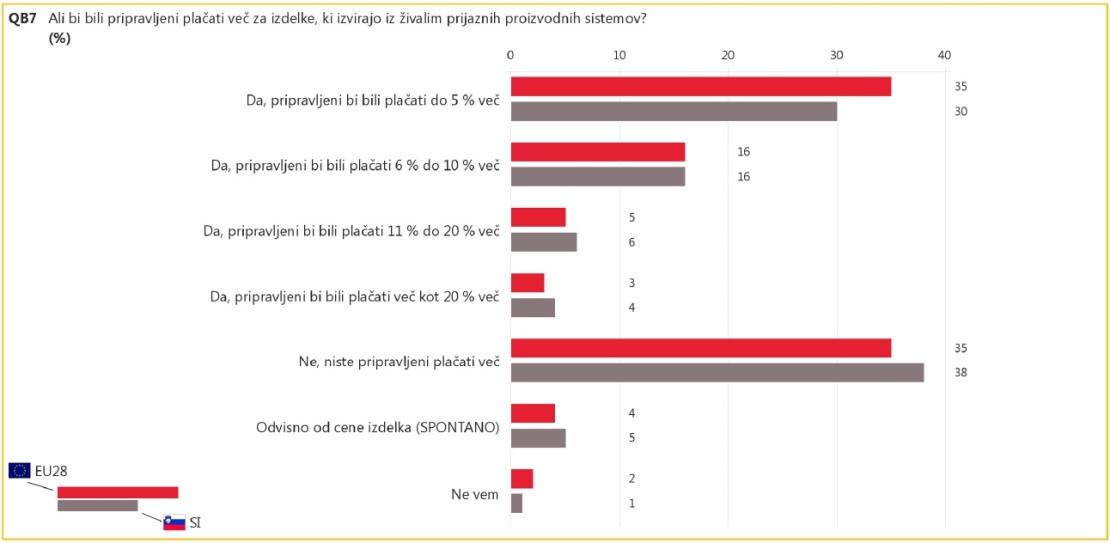 QB7 Ali bi bili pripravljeni plačati več za izdelke, ki izvirajo iz živalim prijaznih proizvodnih sistemov?
(%)
0 10 20 30 40
Da, pripravljeni bi bili plačati do 5 % več 35
30
Da, pripravljeni bi bili plačati 6 % do 10 % več 16
16
Da, pripravljeni bi bili plačati 11 % do 20 % več 5
6
Da, pripravljeni bi bili plačati več kot 20 % več 3
4
Ne, niste pripravljeni plačati več 35
38
Odvisno od cene izdelka (SPONTANO) 4
5
Ne vem 2
1
EU28
SI